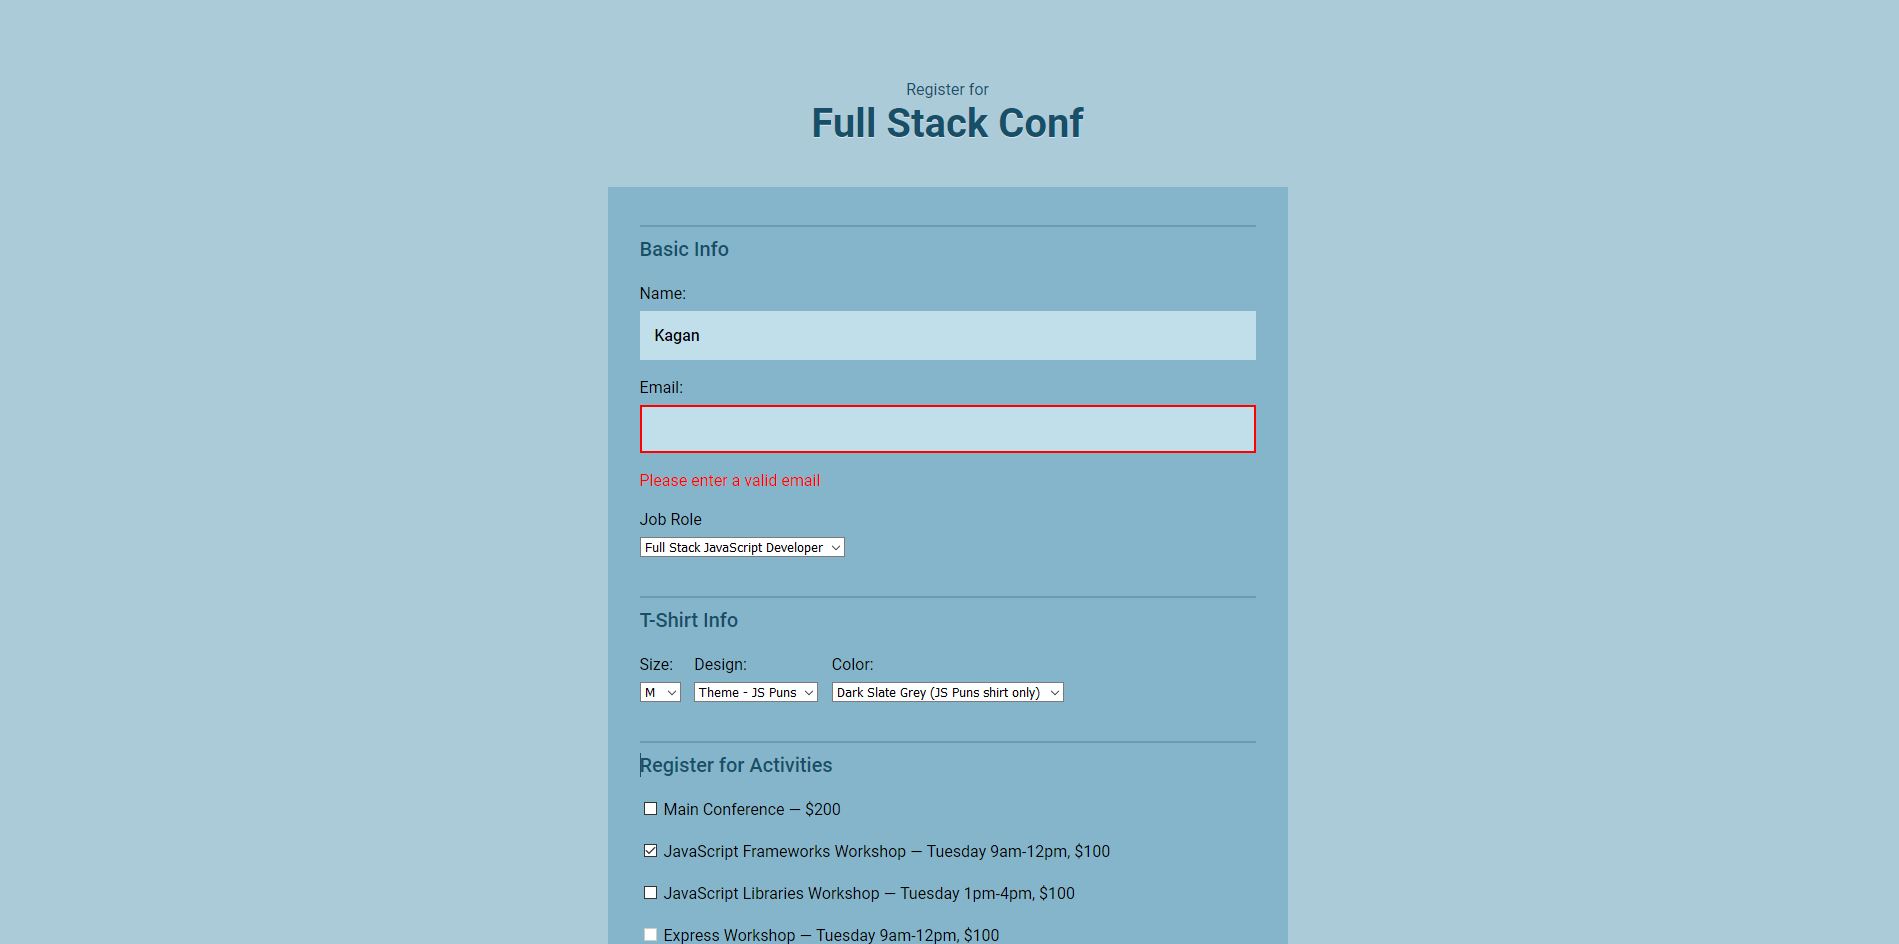 Register for
Full Stack Conf
Basic Info
Name:
Kagan
Email:
Please enter a valid email
Job Role
Full Stack JavaScript Developer
T-Shirt Info
Size: Design: Color:
M Theme - JS Puns Dark Slate Grey (JS Puns shirt only)
Register for Activities
Main Conference — $200
JavaScript Frameworks Workshop — Tuesday 9am-12pm, $100
JavaScript Libraries Workshop — Tuesday 1pm-4pm, $100
Express Workshop — Tuesday 9am-12pm, $100